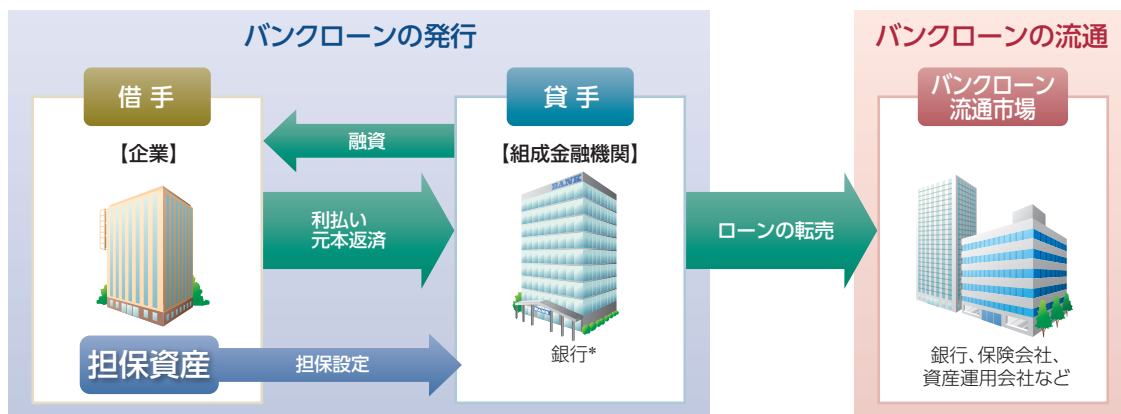 バンクローンの発行
借手
【企業】
融資
利払い
元本返済
担保資産
担保設定
貸手
【組成金融機関】
BANK
銀行*
ローンの転売
バンクローンの流通
バンクローン
流通市場
銀行、保険会社、
資産運用会社など